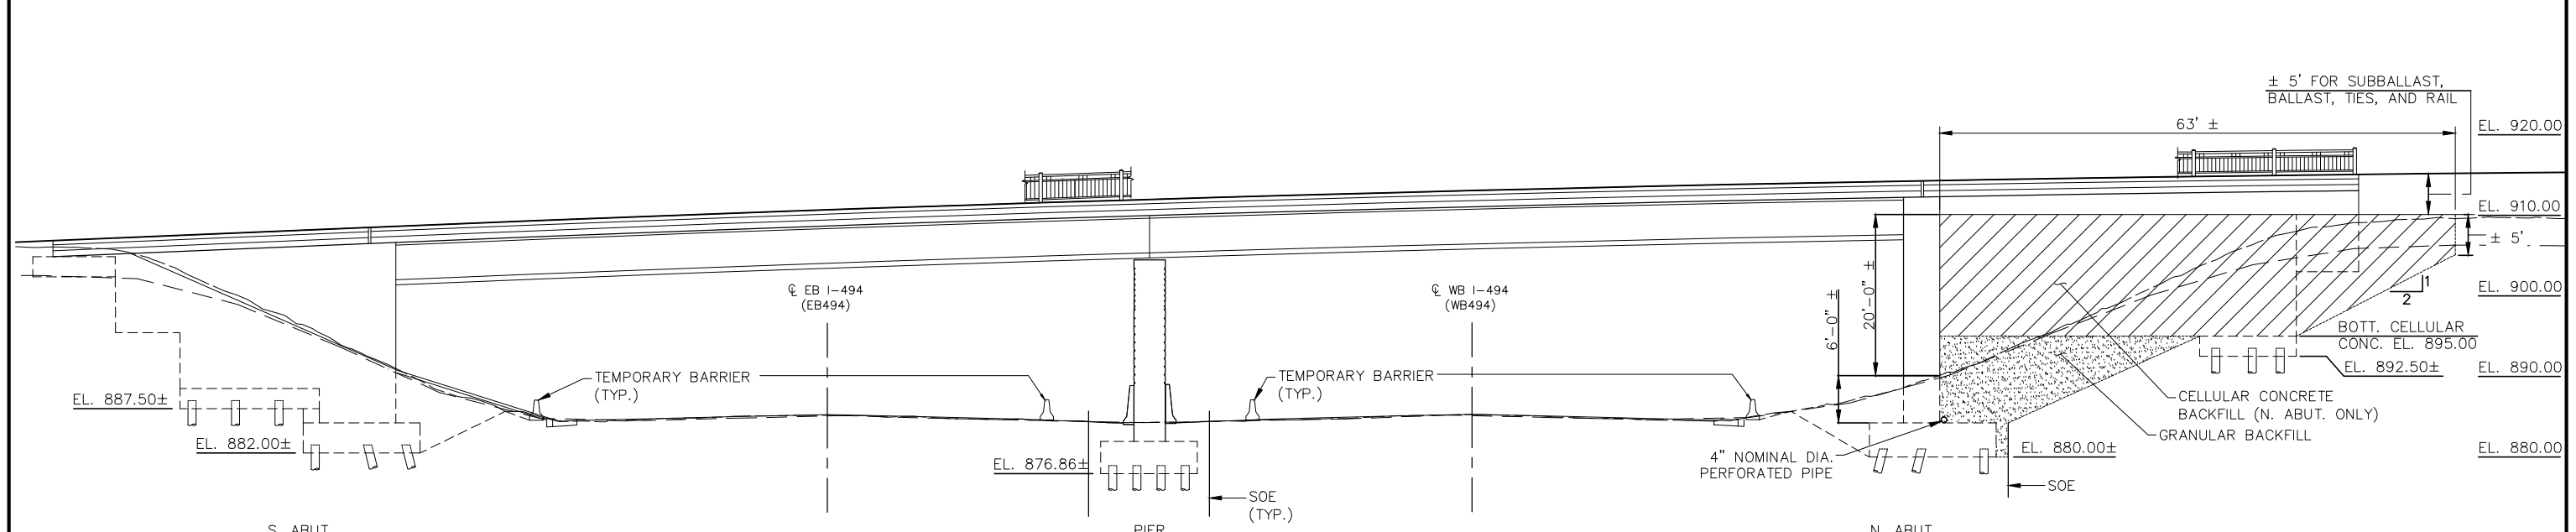 ± 5' FOR SUBBALLAST,
BALLAST, TIES, AND RAIL
63' ±
EL. 920.00
EL. 910.00
± 5'
℄ EB I-494
(EB494)
℄ WB I-494
(WB494)
6'-0" ±
20'-0" ±
1
2
EL. 900.00
BOTT. CELLULAR
CONC. EL. 895.00
EL. 892.50±
EL. 890.00
TEMPORARY BARRIER
(TYP.)
TEMPORARY BARRIER
(TYP.)
EL. 887.50±
CELLULAR CONCRETE
BACKFILL (N. ABUT. ONLY)
GRANULAR BACKFILL
EL. 882.00±
EL. 880.00±
EL. 880.00
4" NOMINAL DIA.
PERFORATED PIPE
EL. 876.86±
SOE
(TYP.)
SOE
S. ABUT.
PIER
N. ABUT.